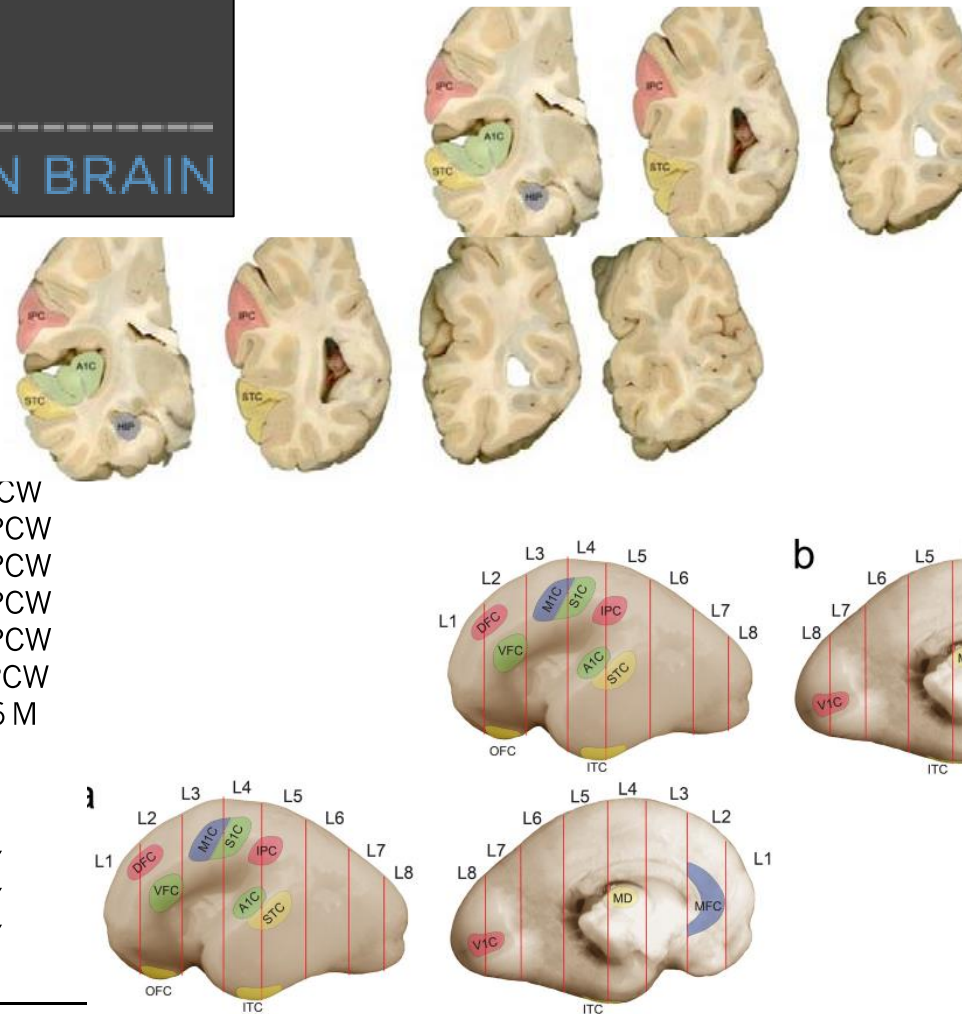 N BRAIN
IPC
A1C
STC
HIP
IPC
STC
IPC
A1C
STC
HIP
IPC
STC
CW
PCW
PCW
PCW
PCW
PCW
M
L1 L2 L3 L4 L5 L6 L7 L8
DFC M1C S1C IPC
VFC A1C STC
OFC
ITC
b
L8 L7 L6 L5
V1C
ITC
a
L1 L2 L3 L4 L5 L6 L7 L8
DFC M1C S1C IPC
VFC A1C STC
OFC
ITC
L8 L7 L6 L5 L4 L3 L2 L1
MD
MFC
V1C
ITC